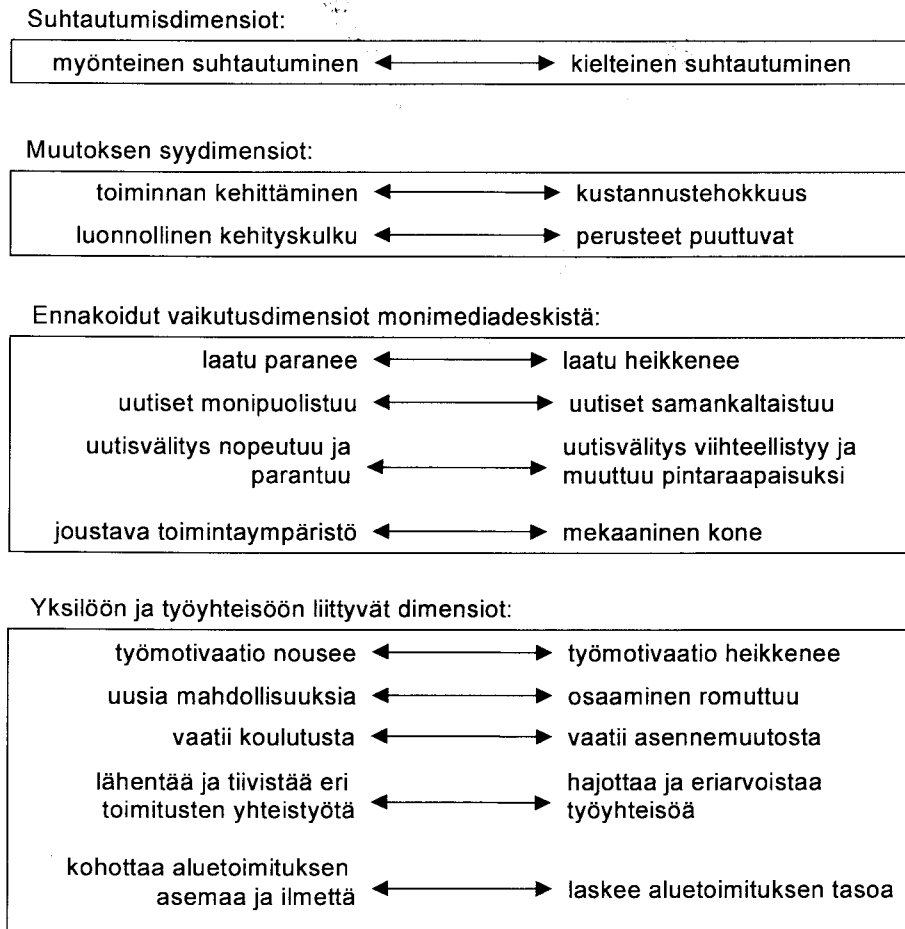 Suhtautumisdimensiot:
myönteinen suhtautuminen kielteinen suhtautuminen
Muutoksen syydimensiot:
toiminnan kehittäminen kustannustehokkuus
luonnollinen kehityskulku perusteet puuttuvat
Ennakoidut vaikutusdimensiot monimediadeskistä:
laatu paranee laatu heikkenee
uutiset monipuolistuu uutiset samankaltaistuu
uutisvälitys nopeutuu ja
parantuu
uutisvälitys viihteellistyy ja
muuttuu pintaraapaisuksi
joustava toimintaympäristö mekaaninen kone
Yksilöön ja työyhteisöön liittyvät dimensiot:
työmotivaatio nousee työmotivaatio heikkenee
uusia mahdollisuuksia osaaminen romuttuu
vaatii koulutusta vaatii asennemuutosta
lähentää ja tiivistää eri
toimitusten yhteistyötä
hajottaa ja eriarvoistaa
työyhteisöä
kohottaa aluetoimituksen
asemaa ja ilmettä
laskee aluetoimituksen tasoa